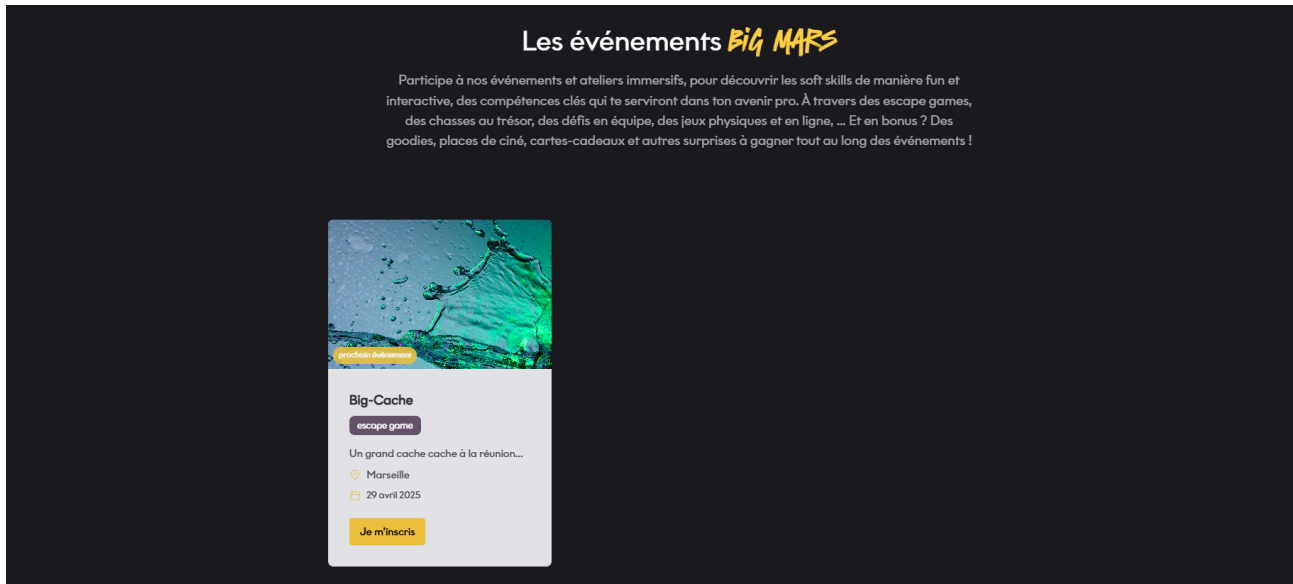 Les événements BiG MARS
Participe à nos événements et ateliers immersifs, pour découvrir les soft skills de manière fun et
interactive, des compétences clés qui te serviront dans ton avenir pro. À travers des escape games,
des chasses au trésor, des défis en équipe, des jeux physiques et en ligne, ... Et en bonus ? Des
goodies, places de ciné, cartes-cadeaux et autres surprises à gagner tout au long des événements !
prochain événement
Big-Cache
escape game
Un grand cache cache à la réunion...
Marseille
29 avril 2025
Je m'inscris